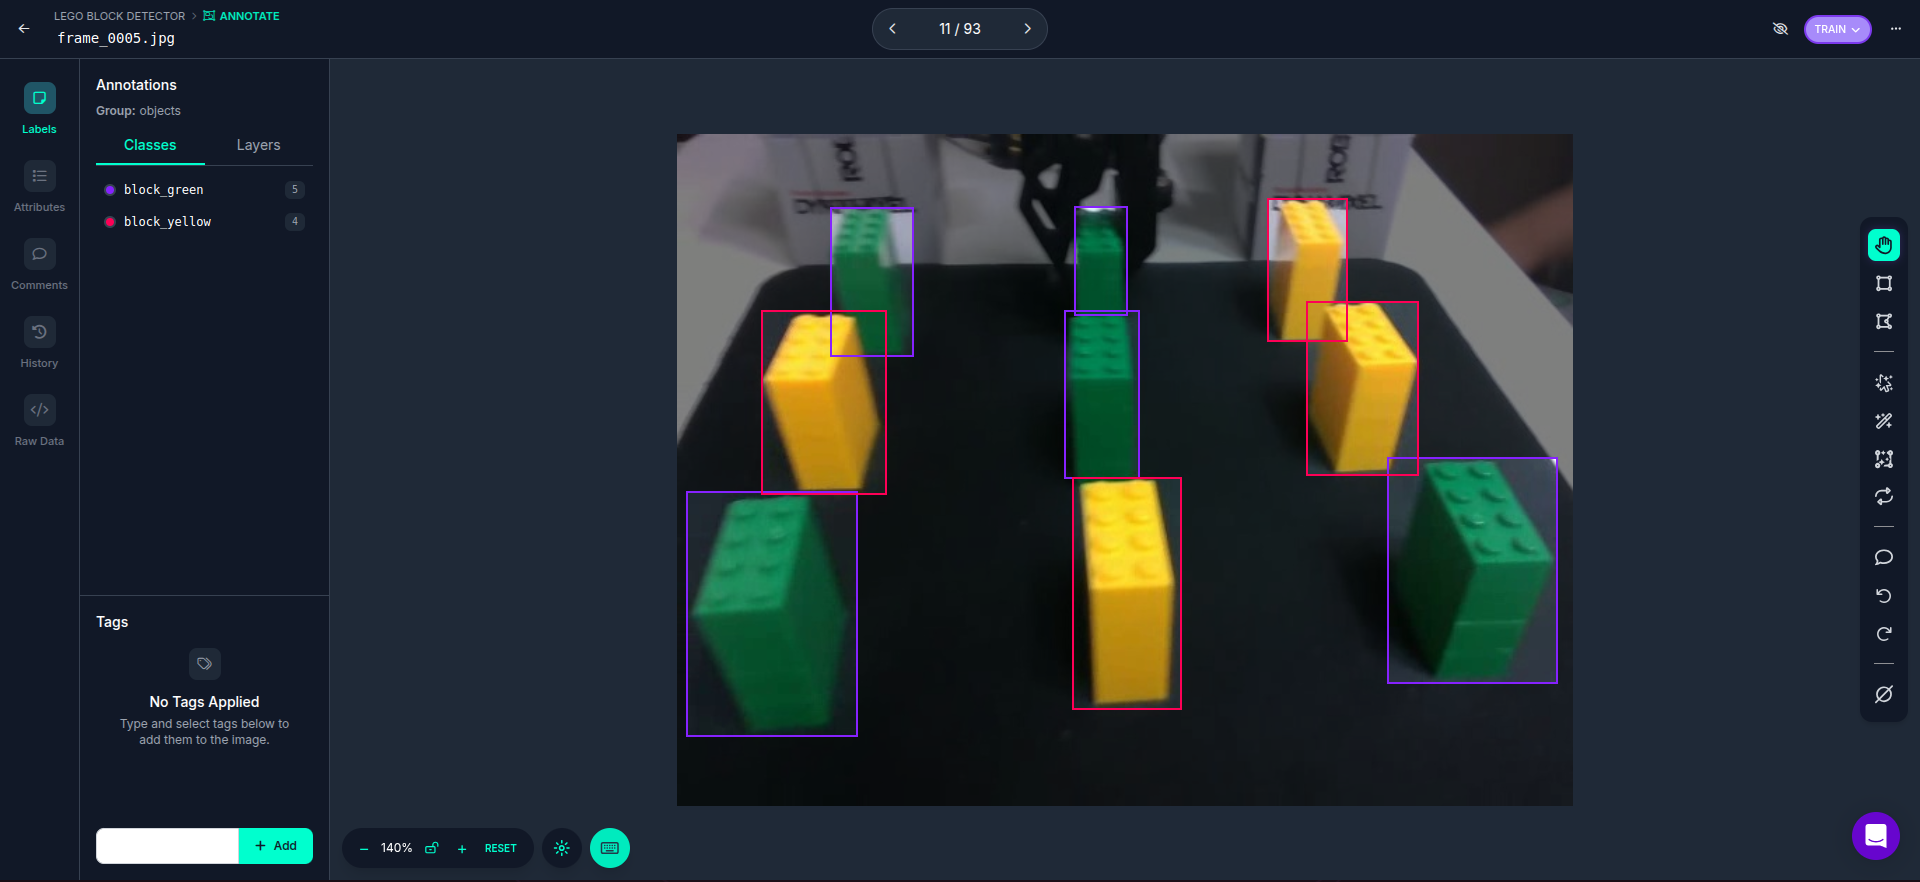 LEGO BLOCK DETECTOR > ANNOTATE
frame_0005.jpg
11 / 93
TRAIN
Labels
Attributes
Comments
History
Raw Data
Annotations
Group: objects
Classes
Layers
block_green
5
block_yellow
4
Tags
No Tags Applied
Type and select tags below to
add them to the image.
+ Add
140%
RESET